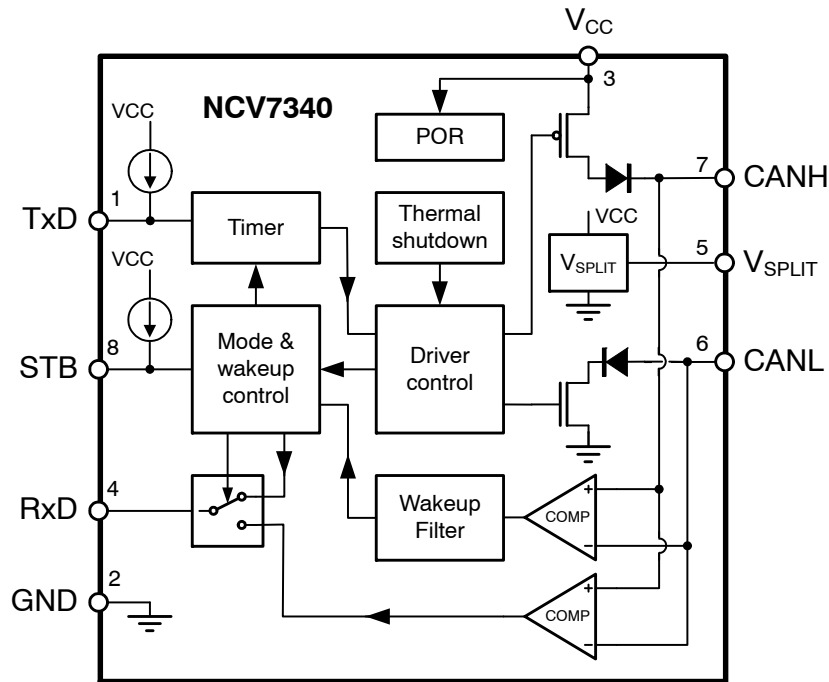 VCC
3
NCV7340
VCC
POR
7
CANH
1
TxD
Timer
Thermal
shutdown
VCC
VSPLIT
5
VSPLIT
VCC
8
STB
Mode &
wakeup
control
Driver
control
6
CANL
4
RxD
Wakeup
Filter
+
COMP
−
2
GND
+
COMP
−